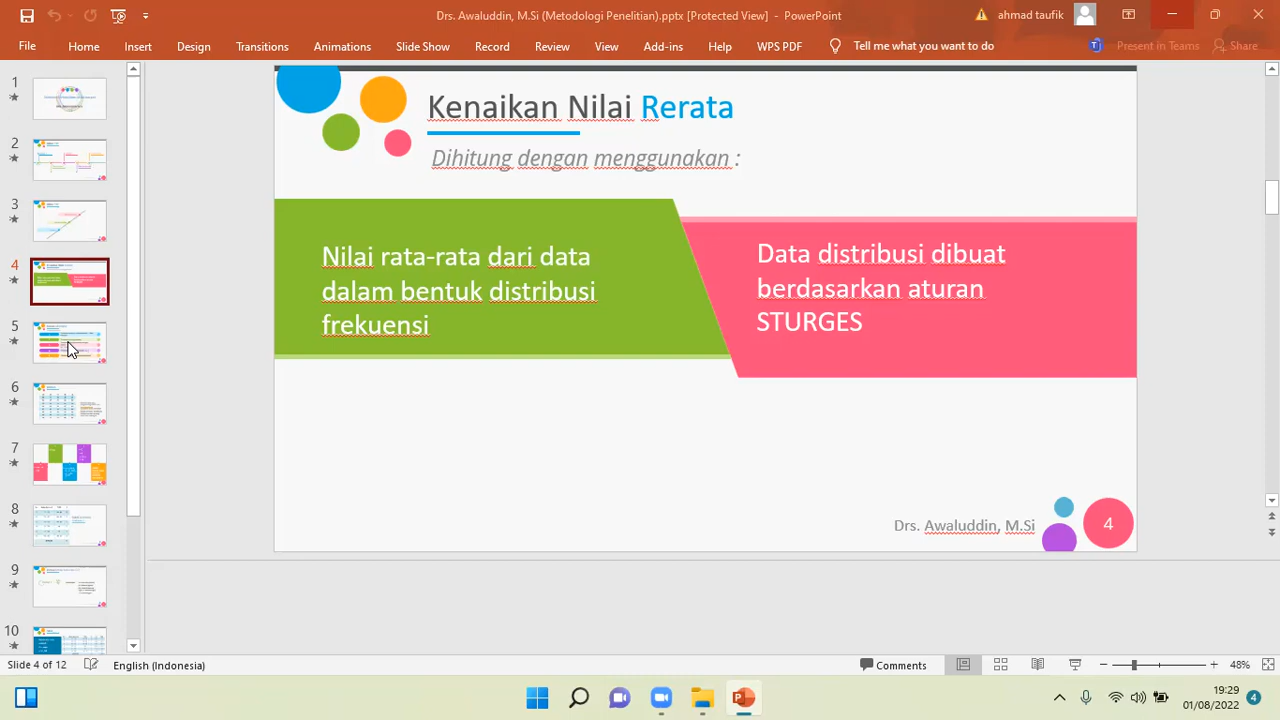 Drs. Awaluddin, M.Si (Metodologi Penelitian).pptx [Protected View] - PowerPoint
ahmad taufik
File Home Insert Design Transitions Animations Slide Show Record Review View Add-ins Help WPS PDF Tell me what you want to do Present in Teams Share
Kenaikan Nilai Rerata
Dihitung dengan menggunakan :
Nilai rata-rata dari data
dalam bentuk distribusi
frekuensi
Data distribusi dibuat
berdasarkan aturan
STURGES
Drs. Awaluddin, M.Si
4
1
2
3
4
5
6
7
8
9
10
Slide 4 of 12 English (Indonesia) Comments 48%
19:29
01/08/2022
4